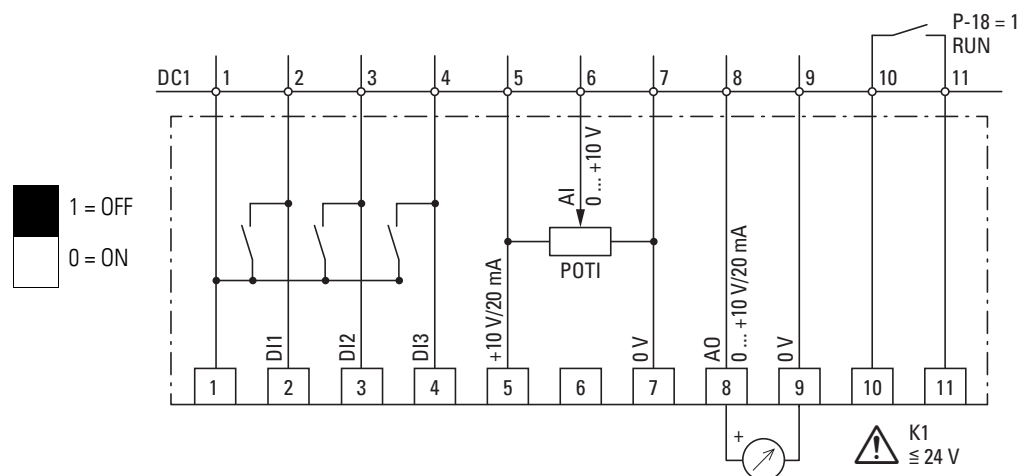 P-18 = 1
RUN
DC1 1 2 3 4 5 6 7 8 9 10 11
1 = OFF
0 = ON
AI
0 ... +10 V
POTI
DI1
DI2
DI3
+10 V/20 mA
0 V
AO
0 ... +10 V/20 mA
0 V
1 2 3 4 5 6 7 8 9 10 11
+
K1
≦ 24 V